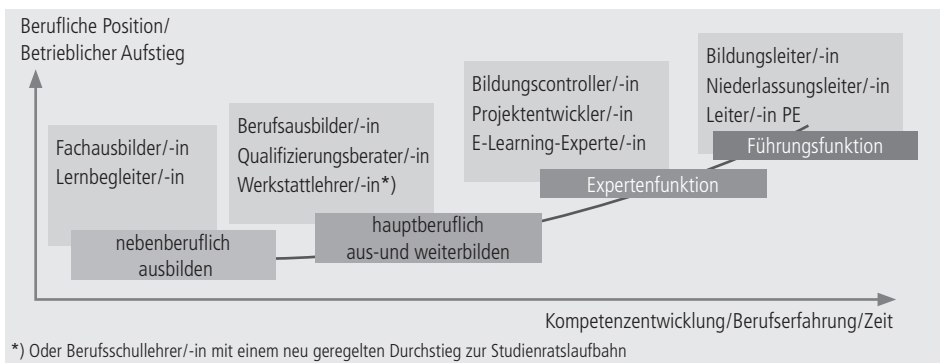 Berufliche Position/
Betrieblicher Aufstieg
Fachausbilder/-in
Lernbegleiter/-in
nebenberuflich
ausbilden
Berufsausbilder/-in
Qualifizierungsberater/-in
Werkstattlehrer/-in*)
hauptberuflich
aus-und weiterbilden
Bildungscontroller/-in
Projektentwickler/-in
E-Learning-Experte/-in
Expertenfunktion
Bildungsleiter/-in
Niederlassungsleiter/-in
Leiter/-in PE
Führungsfunktion
Kompetenzentwicklung/Berufserfahrung/Zeit
*) Oder Berufsschullehrer/-in mit einem neu geregelten Durchstieg zur Studienratslaufbahn